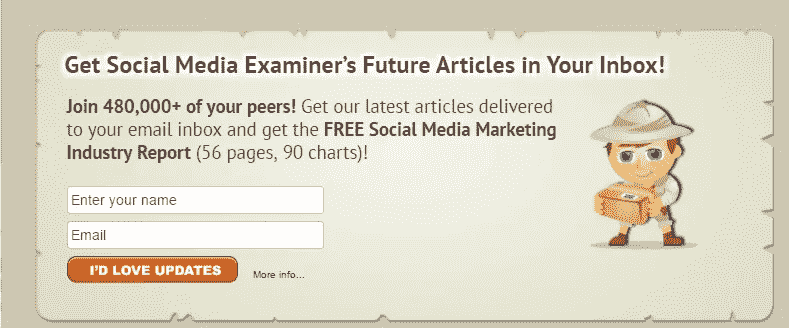 Get Social Media Examiner's Future Articles in Your Inbox!
Join 480,000+ of your peers! Get our latest articles delivered
to your email inbox and get the FREE Social Media Marketing
Industry Report (56 pages, 90 charts)!
Enter your name
Email
I'D LOVE UPDATES
More info...